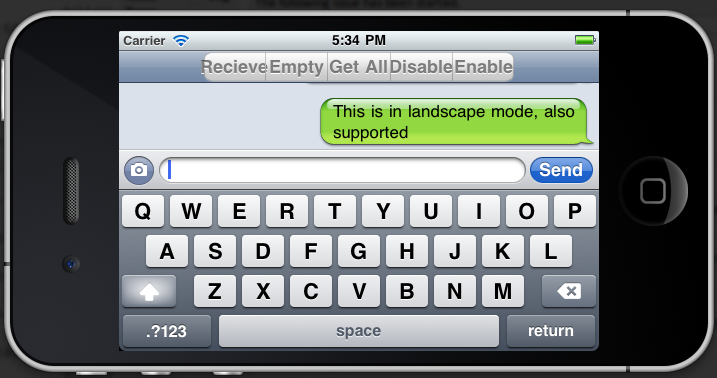 Carrier 5:34 PM
Recieve Empty Get All Disable Enable
This is in landscape mode, also
supported
Send
Q W E R T Y U I O P
A S D F G H J K L
Z X C V B N M
.?123 space return